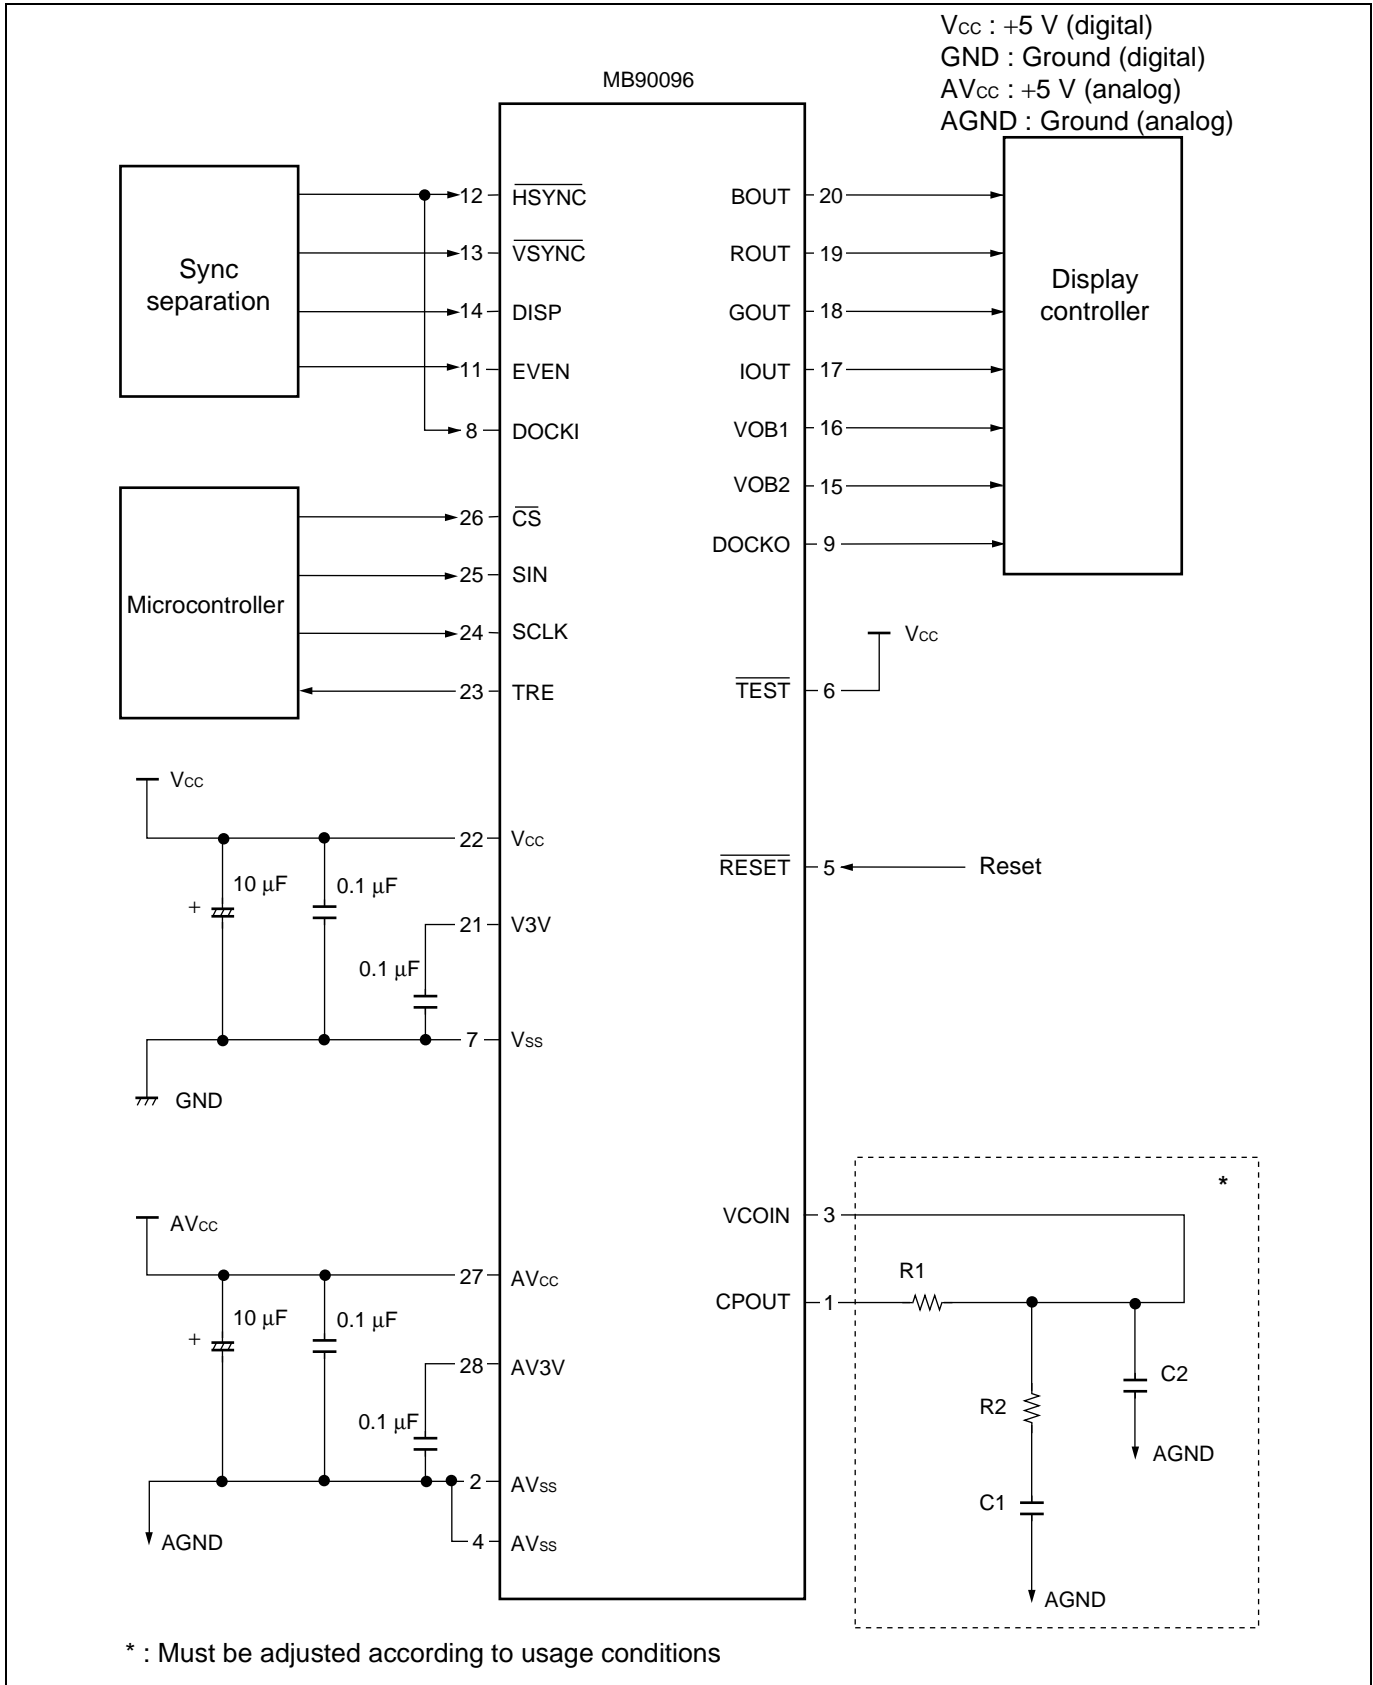 Vcc : +5 V (digital)
GND : Ground (digital)
AVcc : +5 V (analog)
AGND : Ground (analog)
MB90096
Sync
separation
12 HSYNC
13 VSYNC
14 DISP
11 EVEN
8 DOCKI
BOUT 20
ROUT 19
GOUT 18
IOUT 17
VOB1 16
VOB2 15
DOCKO 9
Display
controller
Microcontroller
26 CS
25 SIN
24 SCLK
23 TRE
TEST 6
Vcc
Vcc
22 Vcc
10 µF
+
0.1 µF
21 V3V
0.1 µF
7 Vss
GND
RESET 5
Reset
AVcc
27 AVcc
10 µF
+
0.1 µF
28 AV3V
0.1 µF
2 AVss
4 AVss
AGND
*
VCOIN 3
CPOUT 1
R1
R2
C2
AGND
C1
AGND
* : Must be adjusted according to usage conditions